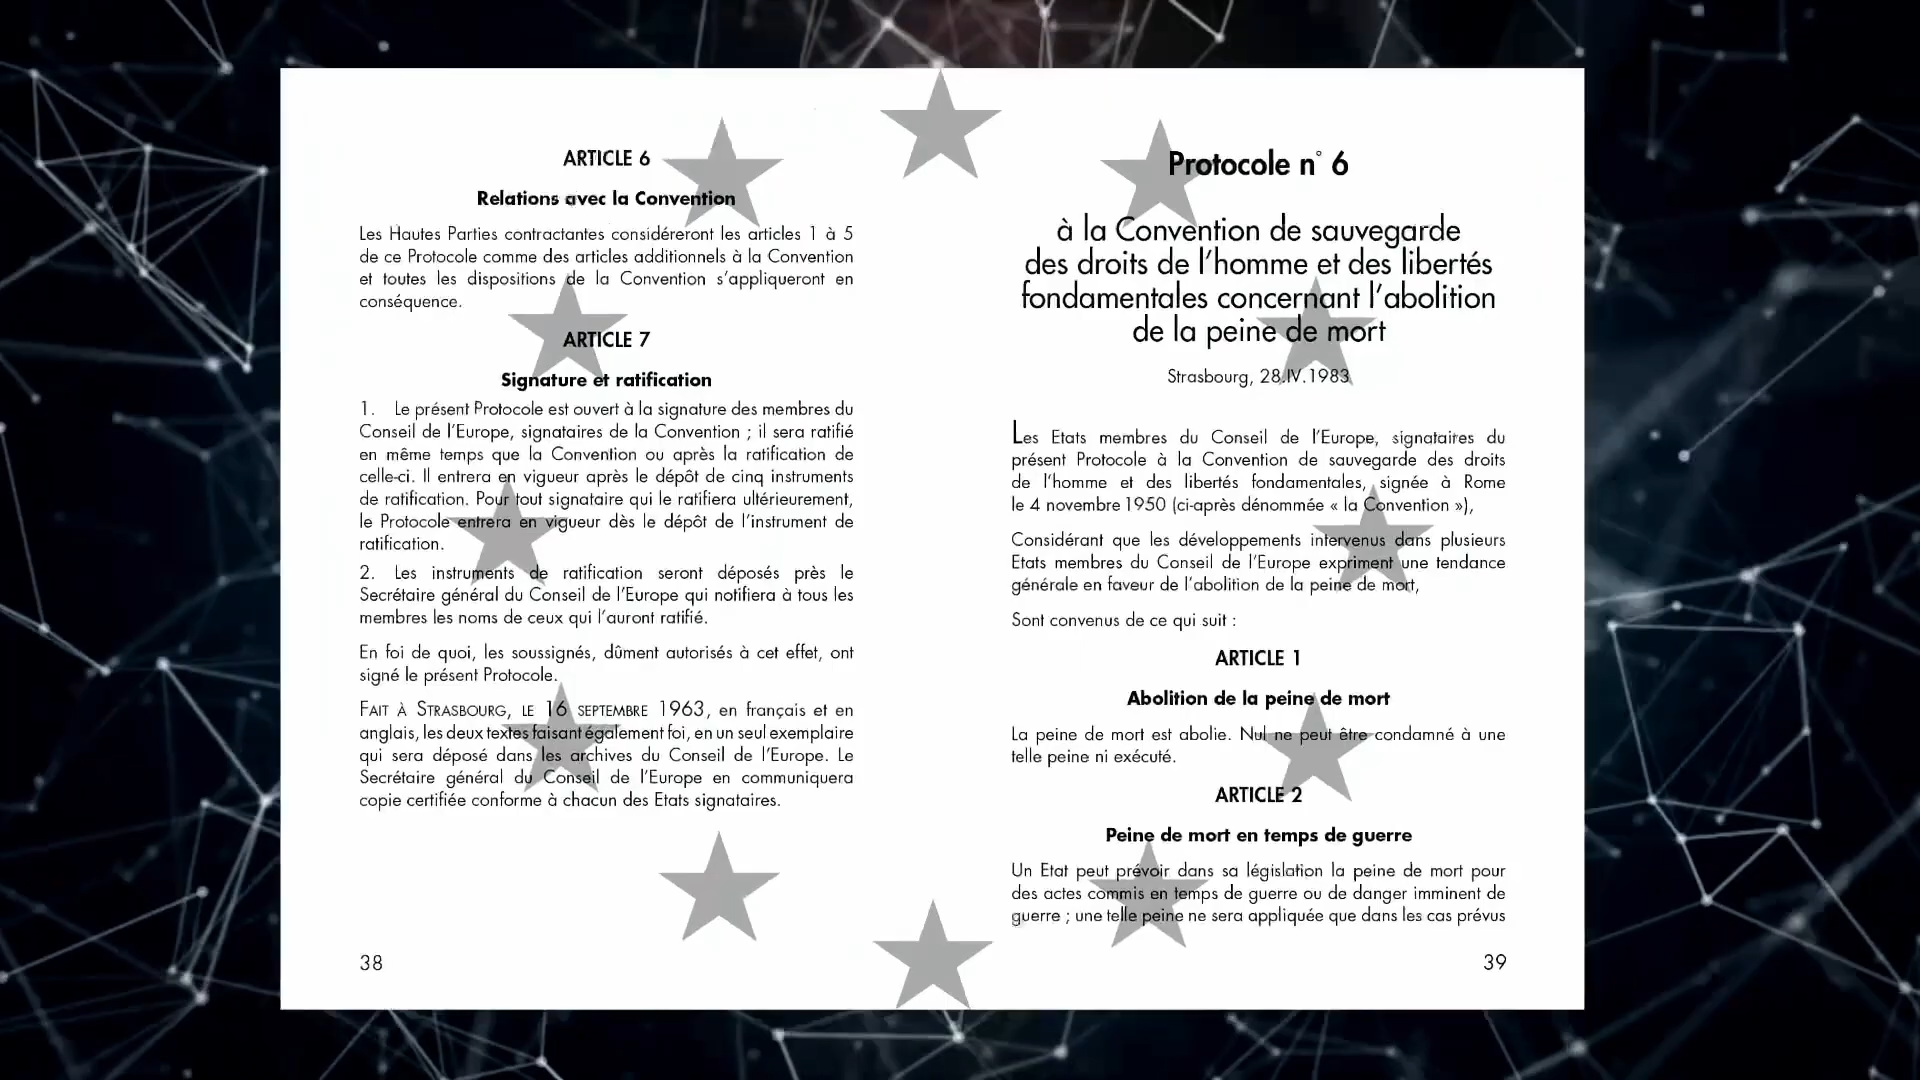 ARTICLE 6
Relations avec la Convention
Les Hautes Parties contractantes considéreront les articles 1 à 5
de ce Protocole comme des articles additionnels à la Convention
et toutes les dispositions de la Convention s'appliqueront en
conséquence.
ARTICLE 7
Signature et ratification
1. Le présent Protocole est ouvert à la signature des membres du
Conseil de l'Europe, signataires de la Convention ; il sera ratifié
en même temps que la Convention ou après la ratification de
celle-ci. Il entrera en vigueur après le dépôt de cinq instruments
de ratification. Pour tout signataire qui le ratifiera ultérieurement,
le Protocole entrera en vigueur dès le dépôt de l'instrument de
ratification.
2. Les instruments de ratification seront déposés près le
Secrétaire général du Conseil de l'Europe qui notifiera à tous les
membres les noms de ceux qui l'auront ratifié.
En foi de quoi, les soussignés, dûment autorisés à cet effet, ont
signé le présent Protocole.
FAIT À STRASBOURG, LE 16 SEPTEMBRE 1963, en français et en
anglais, les deux textes faisant également foi, en un seul exemplaire
qui sera déposé dans les archives du Conseil de l'Europe. Le
Secrétaire général du Conseil de l'Europe en communiquera
copie certifiée conforme à chacun des Etats signataires.
38
Protocole n° 6
à la Convention de sauvegarde
des droits de l'homme et des libertés
fondamentales concernant l'abolition
de la peine de mort
Strasbourg, 28.IV.1983
Les Etats membres du Conseil de l'Europe, signataires du
présent Protocole à la Convention de sauvegarde des droits
de l'homme et des libertés fondamentales, signée à Rome
le 4 novembre 1950 (ci-après dénommée « la Convention »),
Considérant que les développements intervenus dans plusieurs
Etats membres du Conseil de l'Europe expriment une tendance
générale en faveur de l'abolition de la peine de mort,
Sont convenus de ce qui suit :
ARTICLE 1
Abolition de la peine de mort
La peine de mort est abolie. Nul ne peut être condamné à une
telle peine ni exécuté.
ARTICLE 2
Peine de mort en temps de guerre
Un Etat peut prévoir dans sa législation la peine de mort pour
des actes commis en temps de guerre ou de danger imminent de
guerre ; une telle peine ne sera appliquée que dans les cas prévus
39